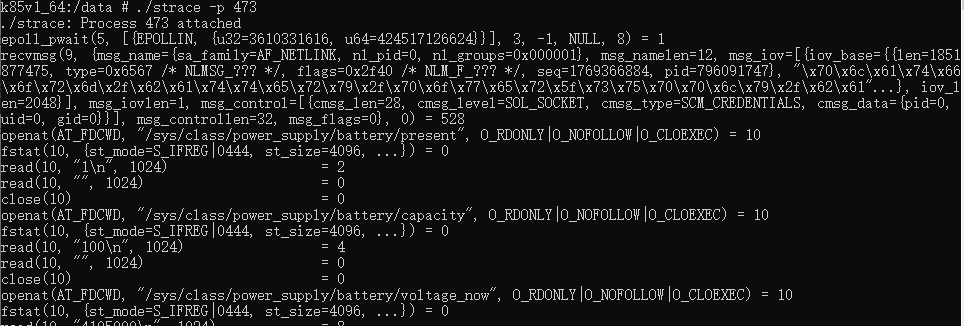 k85v1_64:/data # ./strace -p 473
./strace: Process 473 attached
epoll_pwait(5, [{EPOLLIN, {u32=3610331616, u64=424517126624}}], 3, -1, NULL, 8) = 1
recvmsg(9, {msg_name={sa_family=AF_NETLINK, nl_pid=0, nl_groups=0x000001}, msg_namelen=12, msg_iov=[{iov_base={{len=1851
877475, type=0x6567 /* NLMSG_??? */, flags=0x2f40 /* NLM_F_??? */, seq=1769366884, pid=796091747}, "\x70\x6c\x61\x74\x66
\x6f\x72\x6d\x2f\x62\x61\x74\x74\x65\x72\x79\x2f\x70\x6f\x77\x65\x72\x5f\x73\x75\x70\x70\x6c\x79\x2f\x62\x61"...}, iov_l
en=2048}], msg_iovlen=1, msg_control=[{cmsg_len=28, cmsg_level=SOL_SOCKET, cmsg_type=SCM_CREDENTIALS, cmsg_data={pid=0,
uid=0, gid=0}}], msg_controllen=32, msg_flags=0}, 0) = 528
openat(AT_FDCWD, "/sys/class/power_supply/battery/present", O_RDONLY|O_NOFOLLOW|O_CLOEXEC) = 10
fstat(10, {st_mode=S_IFREG|0444, st_size=4096, ...}) = 0
read(10, "1\n", 1024) = 2
read(10, "", 1024) = 0
close(10) = 0
openat(AT_FDCWD, "/sys/class/power_supply/battery/capacity", O_RDONLY|O_NOFOLLOW|O_CLOEXEC) = 10
fstat(10, {st_mode=S_IFREG|0444, st_size=4096, ...}) = 0
read(10, "100\n", 1024) = 4
read(10, "", 1024) = 0
close(10) = 0
openat(AT_FDCWD, "/sys/class/power_supply/battery/voltage_now", O_RDONLY|O_NOFOLLOW|O_CLOEXEC) = 10
fstat(10, {st_mode=S_IFREG|0444, st_size=4096, ...}) = 0